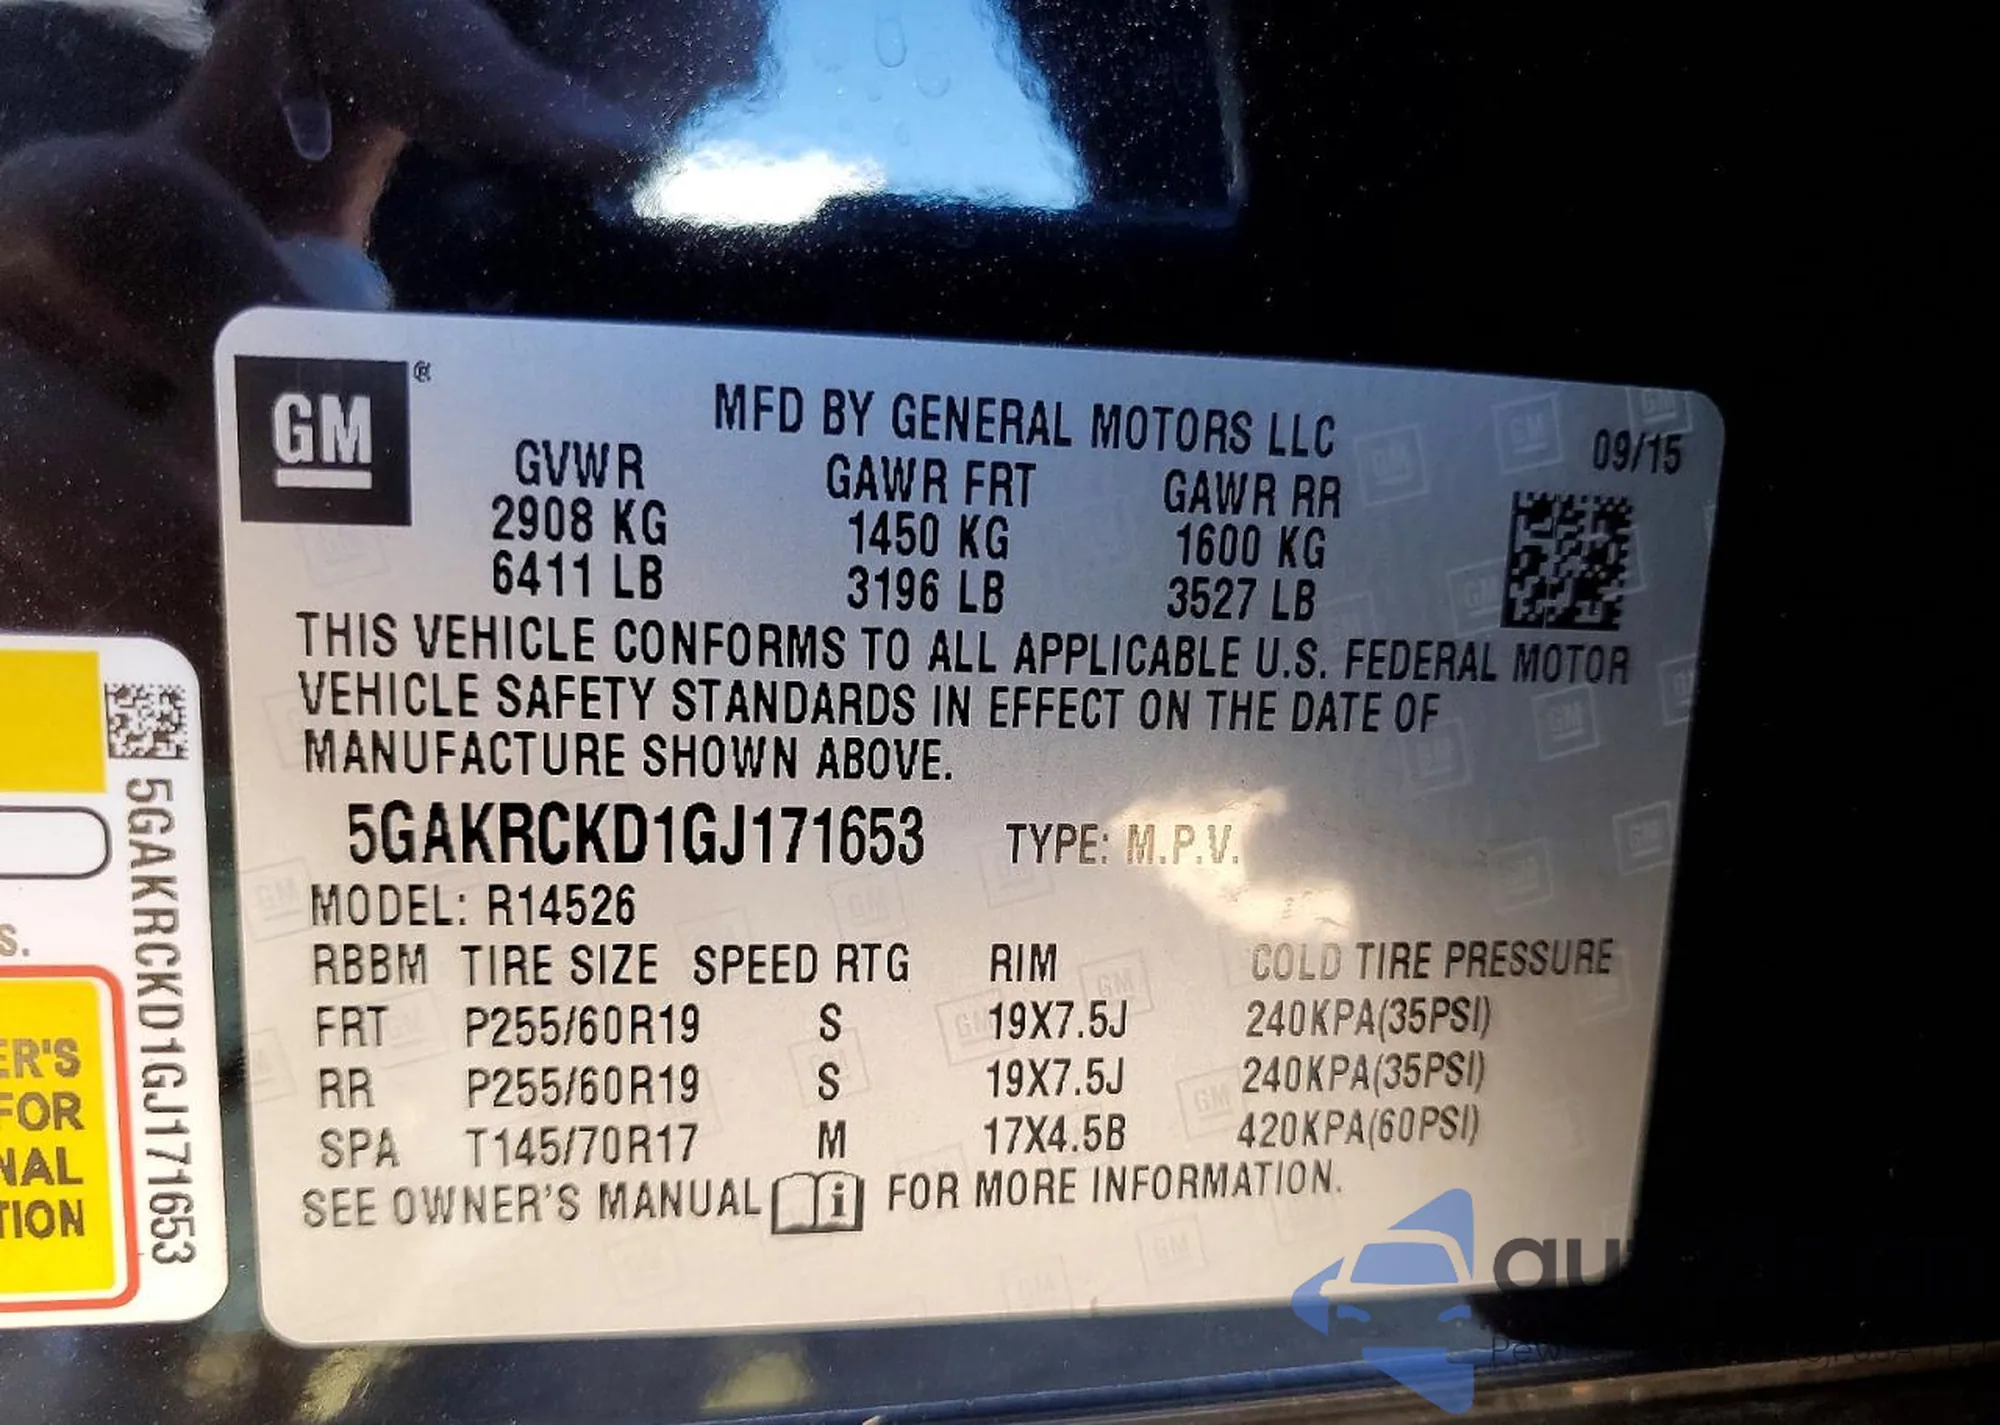 GM ®
MFD BY GENERAL MOTORS LLC
09/15
GVWR GAWR FRT GAWR RR
2908 KG 1450 KG 1600 KG
6411 LB 3196 LB 3527 LB
THIS VEHICLE CONFORMS TO ALL APPLICABLE U.S. FEDERAL MOTOR
VEHICLE SAFETY STANDARDS IN EFFECT ON THE DATE OF
MANUFACTURE SHOWN ABOVE.
5GAKRCKD1GJ171653 TYPE: M.P.V.
MODEL: R14526
RBBM TIRE SIZE SPEED RTG RIM COLD TIRE PRESSURE
FRT P255/60R19 S 19X7.5J 240KPA(35PSI)
RR P255/60R19 S 19X7.5J 240KPA(35PSI)
SPA T145/70R17 M 17X4.5B 420KPA(60PSI)
SEE OWNER'S MANUAL i FOR MORE INFORMATION.
5GAKRCKD1GJ171653
S.
ER'S
FOR
NAL
TION